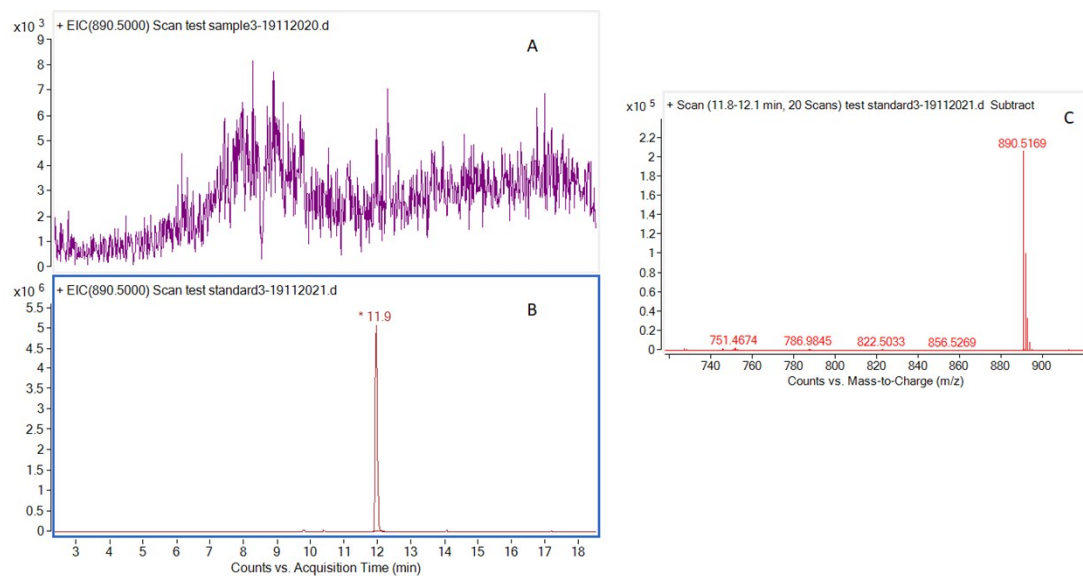 + EIC(890.5000) Scan test sample3-19112020.d
x10 3
A
9
8
7
6
5
4
3
2
1
0
+ EIC(890.5000) Scan test standard3-19112021.d
x10 6
B
* 11.9
5.5
5
4.5
4
3.5
3
2.5
2
1.5
1
0.5
0
3 4 5 6 7 8 9 10 11 12 13 14 15 16 17 18
Counts vs. Acquisition Time (min)
+ Scan (11.8-12.1 min, 20 Scans) test standard3-19112021.d Subtract
x10 5
C
890.5169
2.2
2
1.8
1.6
1.4
1.2
1
0.8
0.6
0.4
0.2
0
751.4674 786.9845 822.5033 856.5269
740 760 780 800 820 840 860 880 900
Counts vs. Mass-to-Charge (m/z)